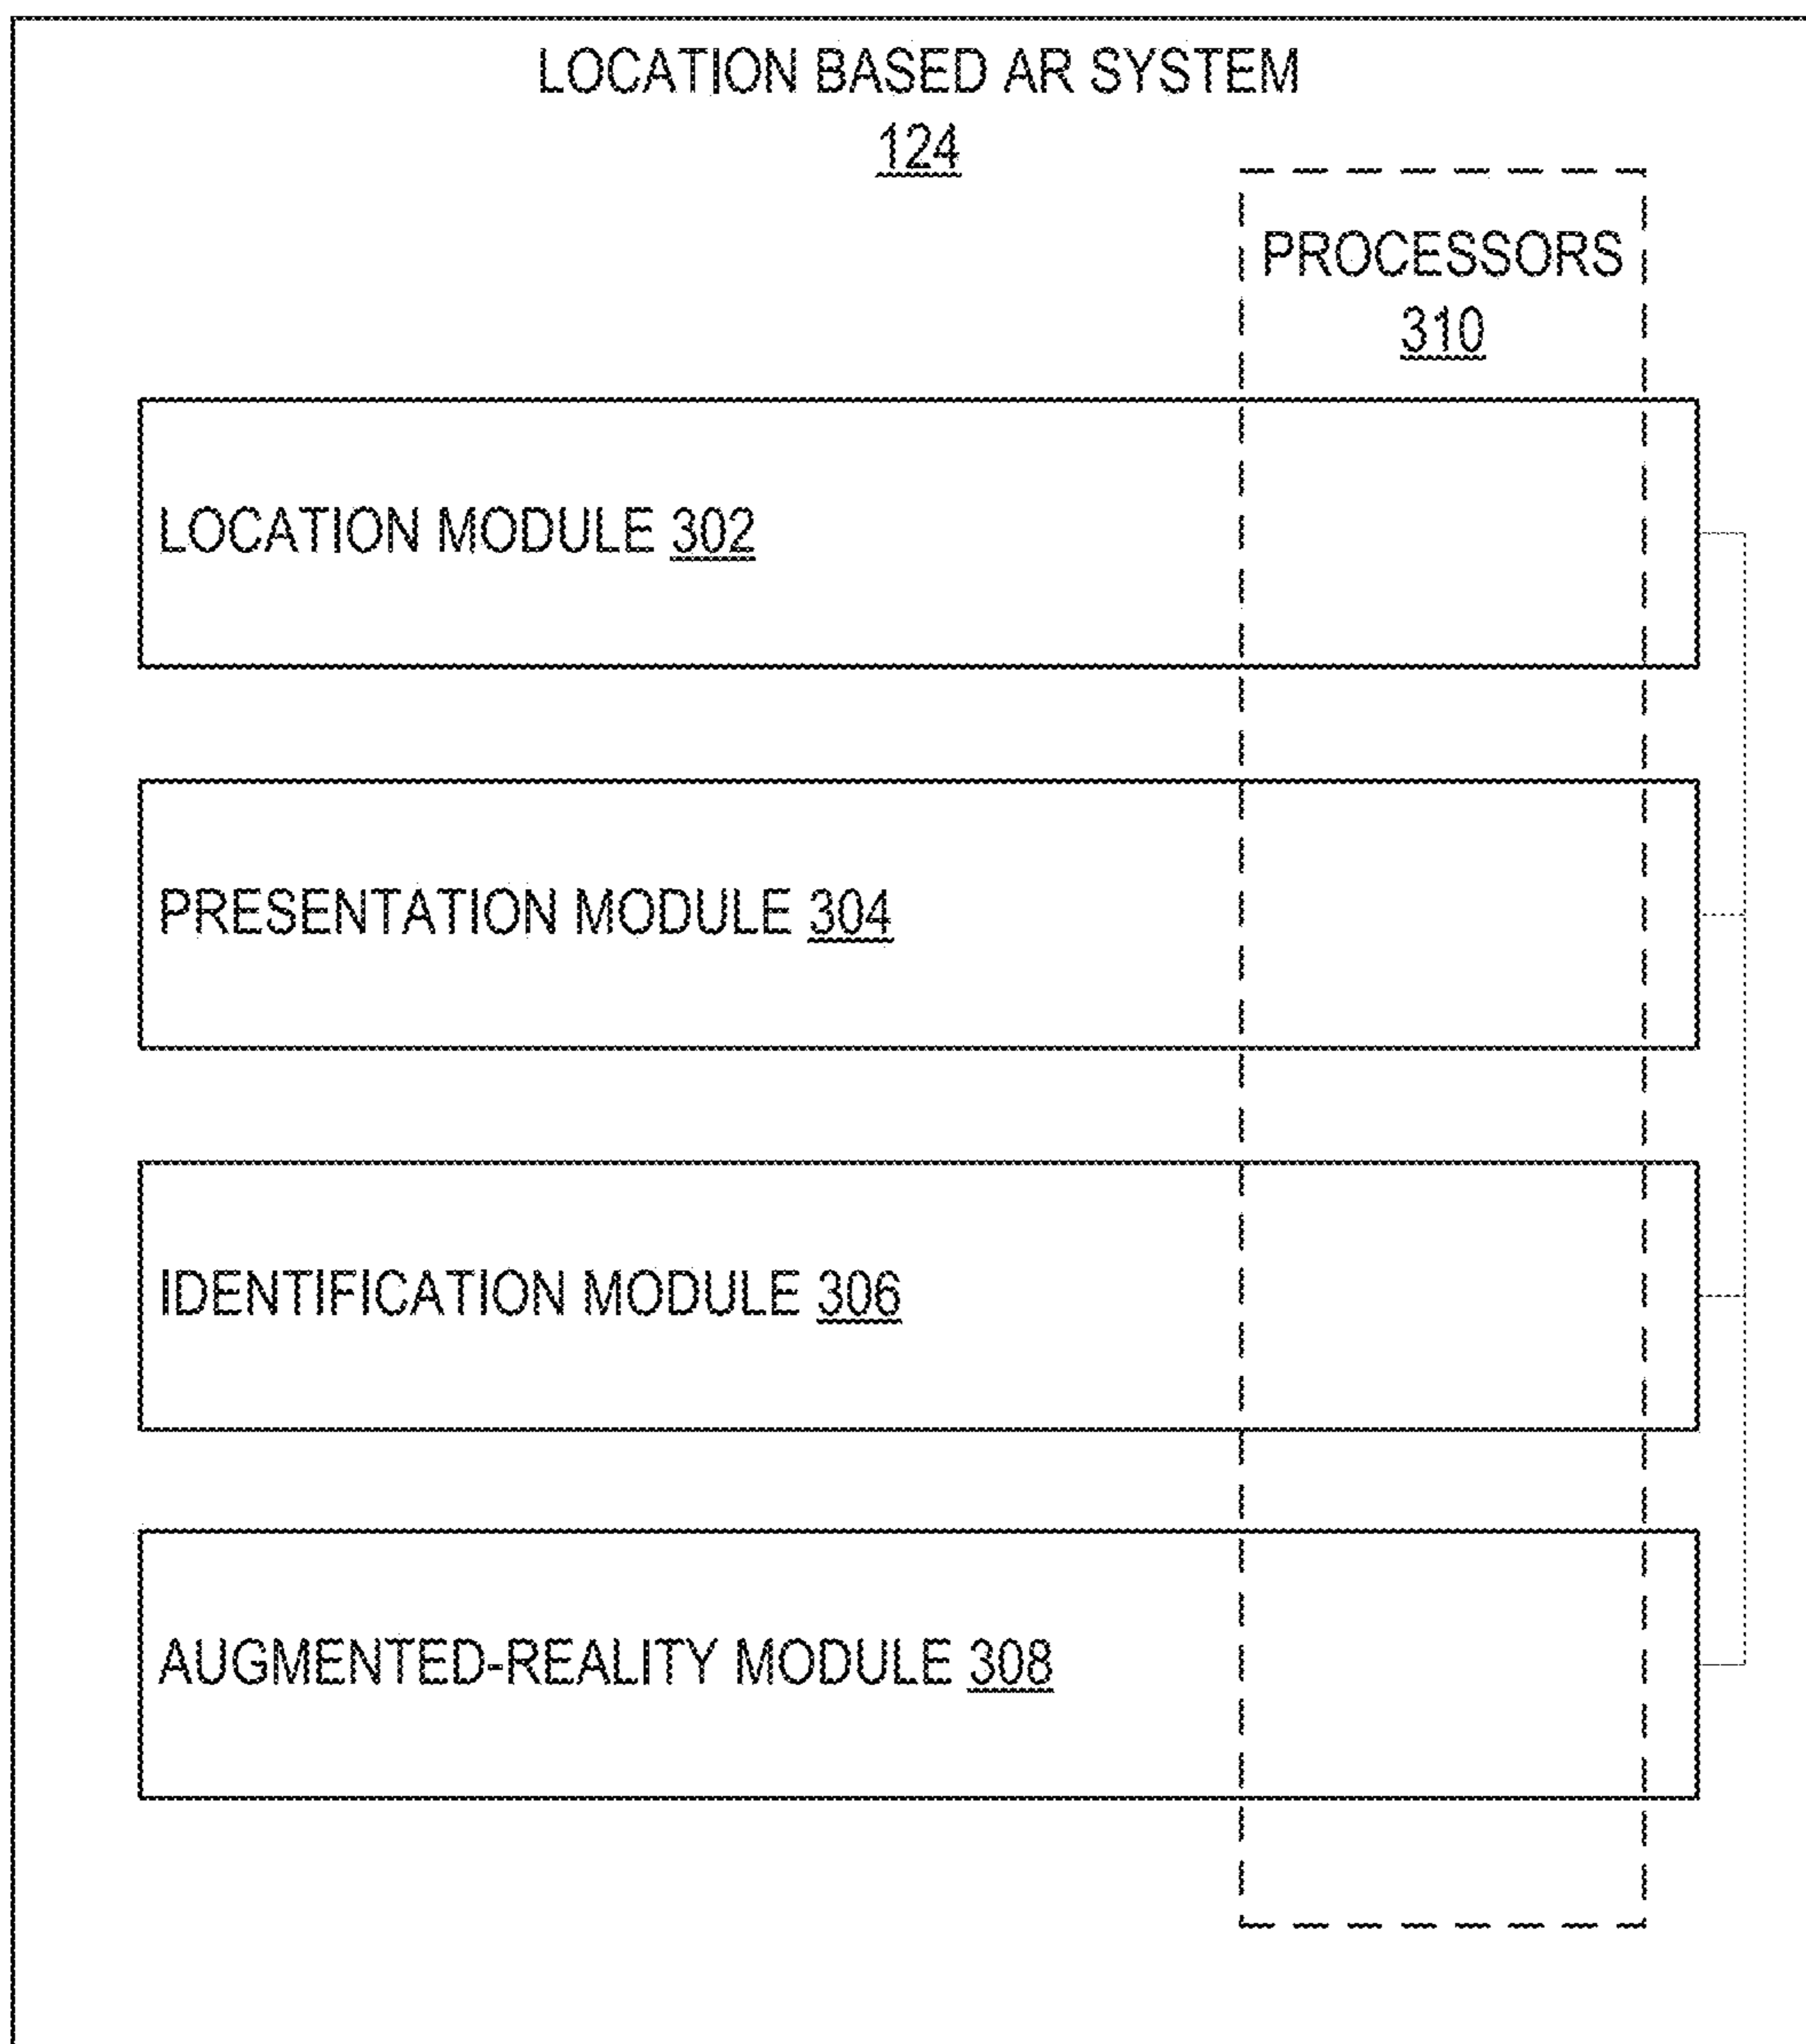 LOCATION BASED AR SYSTEM
124
PROCESSORS
310
LOCATION MODULE 302
PRESENTATION MODULE 304
IDENTIFICATION MODULE 306
AUGMENTED-REALITY MODULE 308